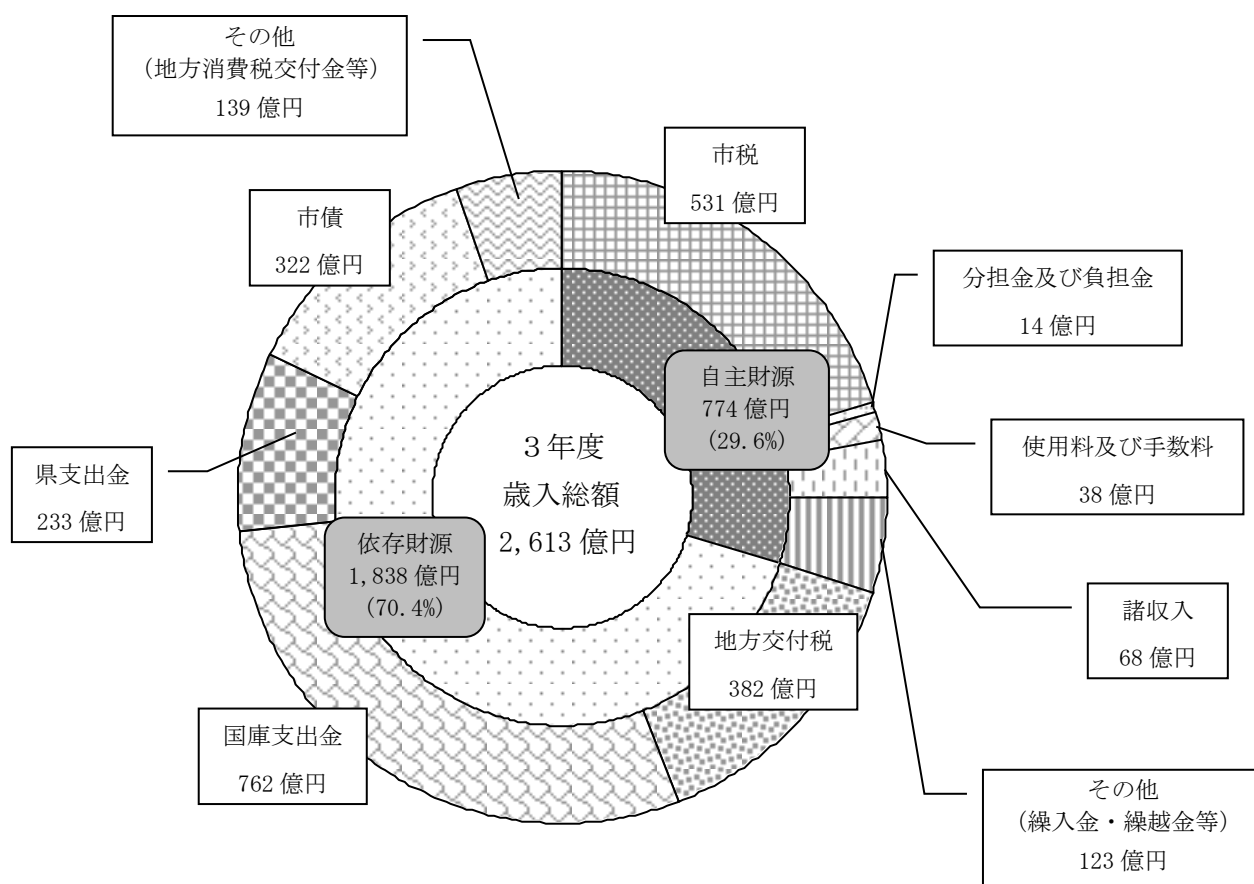 その他
(地方消費税交付金等)
139 億円
市税
531 億円
市債
322 億円
分担金及び負担金
14 億円
自主財源
774 億円
(29.6%)
使用料及び手数料
38 億円
県支出金
233 億円
3年度
歳入総額
2,613 億円
依存財源
1,838 億円
(70.4%)
諸収入
68 億円
地方交付税
382 億円
国庫支出金
762 億円
その他
(繰入金・繰越金等)
123 億円